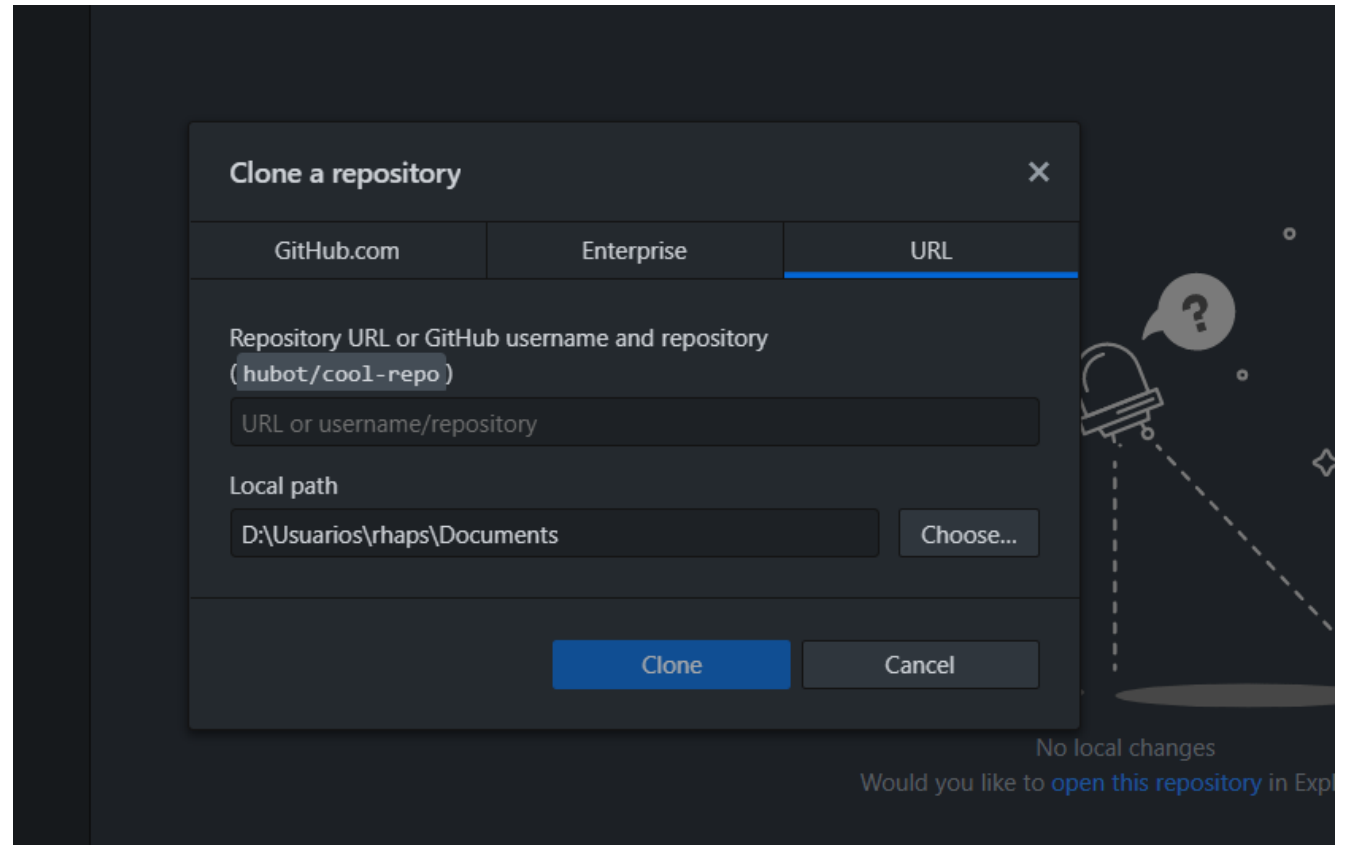 Clone a repository
GitHub.com
Enterprise
URL
Repository URL or GitHub username and repository
(hubot/cool-repo)
URL or username/repository
Local path
D:\Usuarios\rhaps\Documents
Choose...
Clone
Cancel
?
No local changes
Would you like to open this repository in Expl